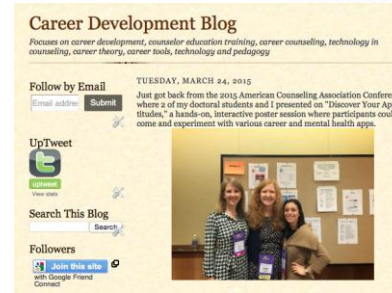 Career Development Blog
Focuses on career development, counselor education training, career counseling, technology in
counseling, career theory, career tools, technology and pedagogy
Follow by Email
Email addre
Submit
UpTweet
uptweet
View stats
Search This Blog
Search
Followers
Join this site
with Google Friend
Connect
TUESDAY, MARCH 24, 2015
Just got back from the 2015 American Counseling Association Confere
where 2 of my doctoral students and I presented on "Discover Your Ap
titudes," a hands-on, interactive poster session where participants coul
come and experiment with various career and mental health apps.